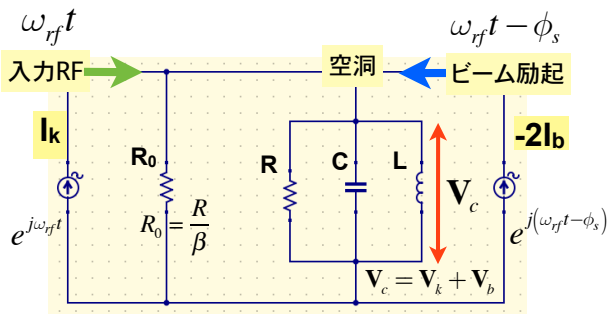 ω_rf t
ω_rf t − ϕ_s
入力RF
空洞
ビーム励起
I_k
-2I_b
R_0
R
C
L
V_c
R_0 = R/β
e^{jω_rf t}
e^{j(ω_rf t−ϕ_s)}
V_c = V_k + V_b